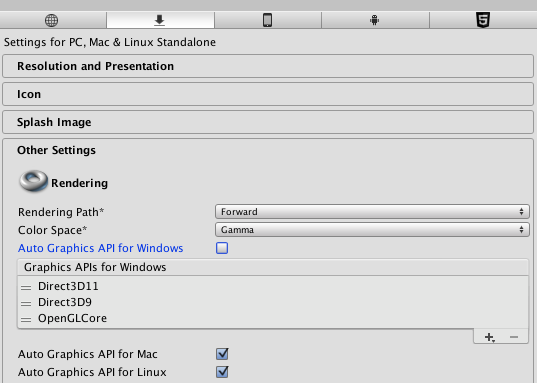 Settings for PC, Mac & Linux Standalone
Resolution and Presentation
Icon
Splash Image
Other Settings
Rendering
Rendering Path* Forward
Color Space* Gamma
Auto Graphics API for Windows
Graphics APIs for Windows
Direct3D11
Direct3D9
OpenGLCore
Auto Graphics API for Mac
Auto Graphics API for Linux